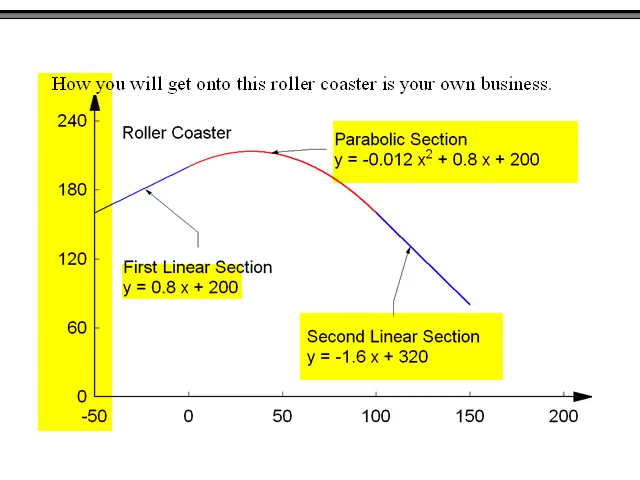 How you will get onto this roller coaster is your own business.
240
Roller Coaster
Parabolic Section
y = -0.012 x² + 0.8 x + 200
180
120
First Linear Section
y = 0.8 x + 200
60
Second Linear Section
y = -1.6 x + 320
0
-50 0 50 100 150 200